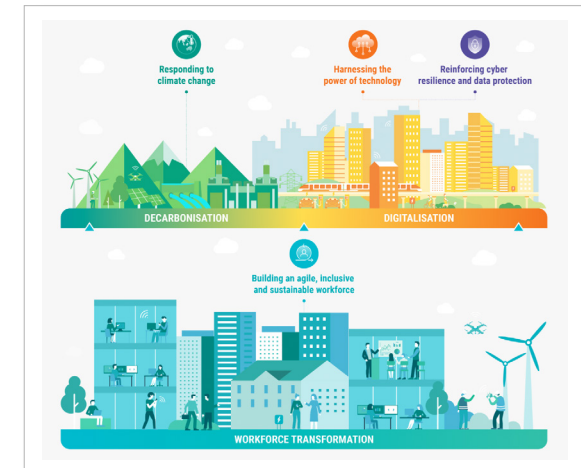 Responding to
climate change
Harnessing the
power of technology
Reinforcing cyber
resilience and data protection
DECARBONISATION
DIGITALISATION
Building an agile, inclusive
and sustainable workforce
WORKFORCE TRANSFORMATION